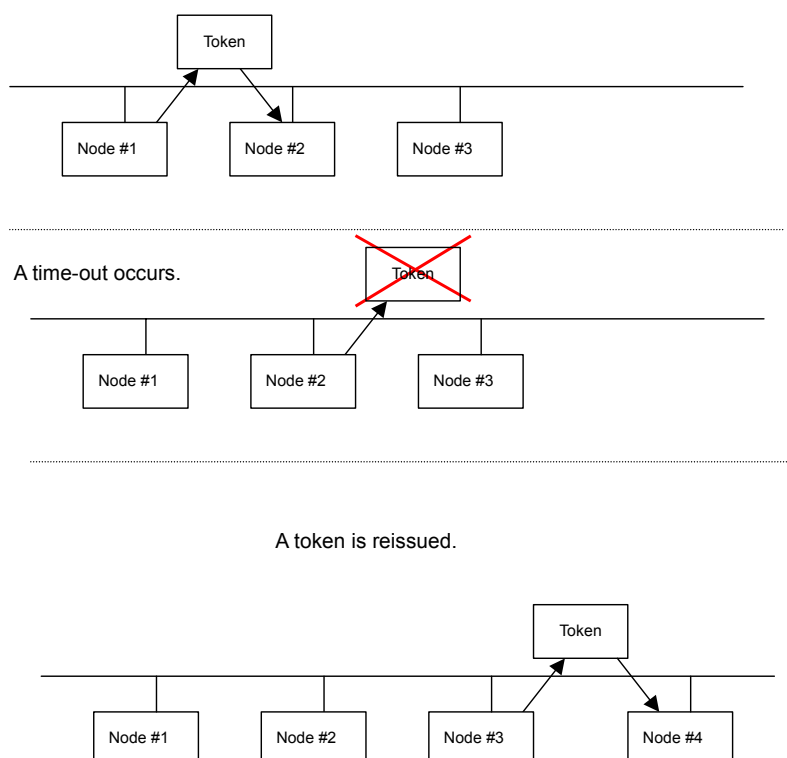 Token
Node #1
Node #2
Node #3
A time-out occurs.
Token
Node #1
Node #2
Node #3
A token is reissued.
Token
Node #1
Node #2
Node #3
Node #4